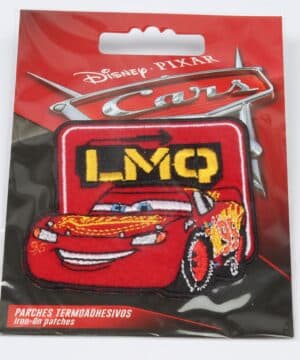 Disney • PIXAR
Cars
LMQ
95
PARCHES TERMOADHESIVOS
Iron-On patches